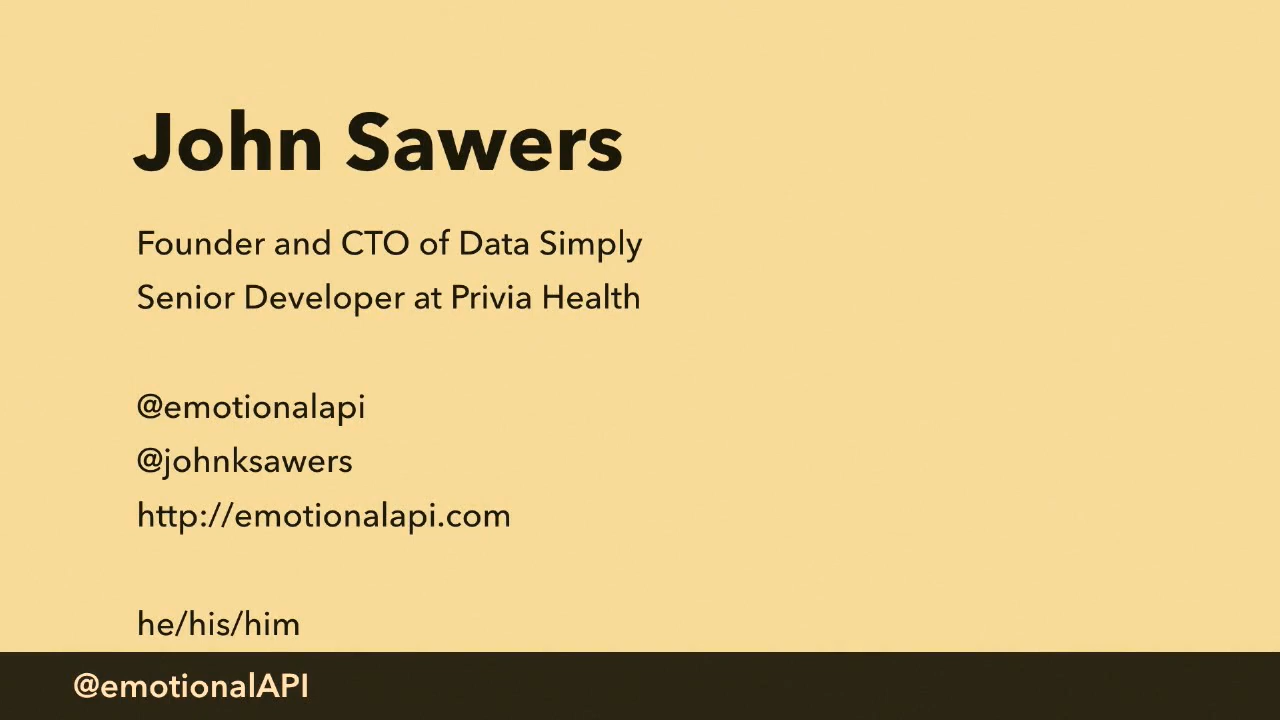 John Sawers
Founder and CTO of Data Simply
Senior Developer at Privia Health
@emotionalapi
@johnksawers
http://emotionalapi.com
he/his/him
@emotionalAPI